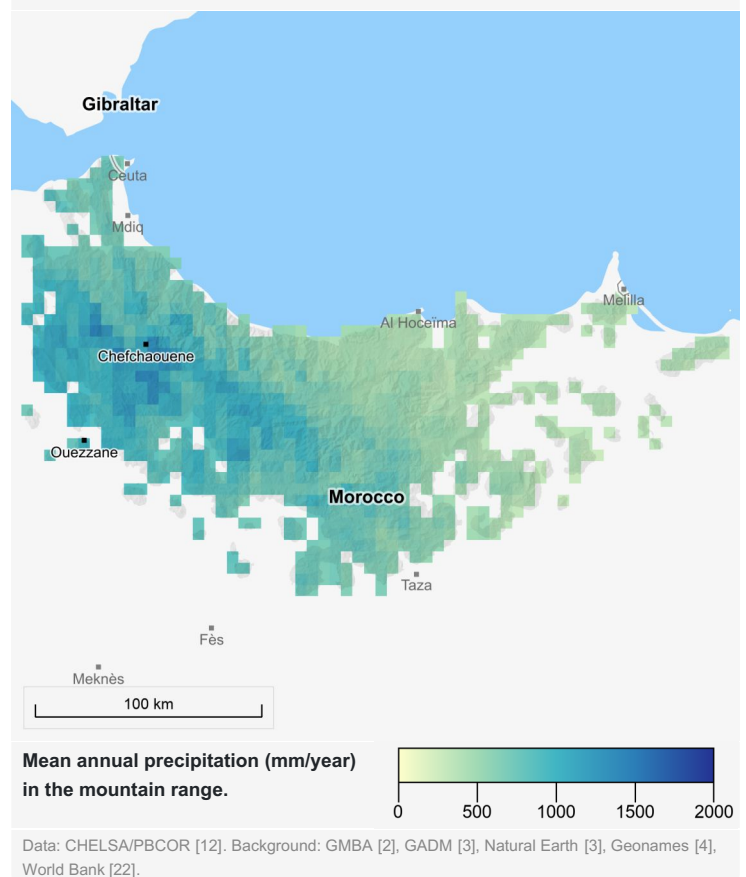 Gibraltar
Ceuta
Mdiq
Melilla
Al Hoceïma
Chefchaouene
Ouezzane
Morocco
Taza
Fès
Meknès
100 km
Mean annual precipitation (mm/year)
in the mountain range.
0 500 1000 1500 2000
Data: CHELSA/PBCOR [12]. Background: GMBA [2], GADM [3], Natural Earth [3], Geonames [4],
World Bank [22].